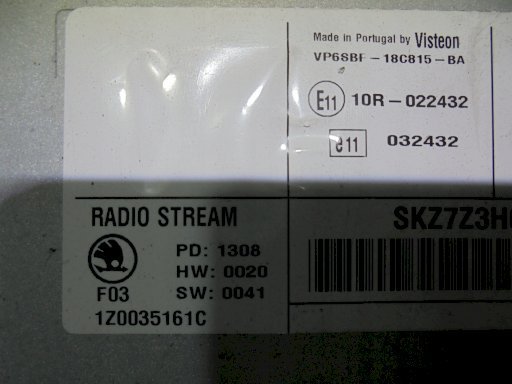 Made in Portugal by Visteon
VP6SBF-18C815-BA
E11 10R-022432
e11 032432
RADIO STREAM
SKZ7Z3H
PD: 1308
HW: 0020
F03 SW: 0041
1Z0035161C